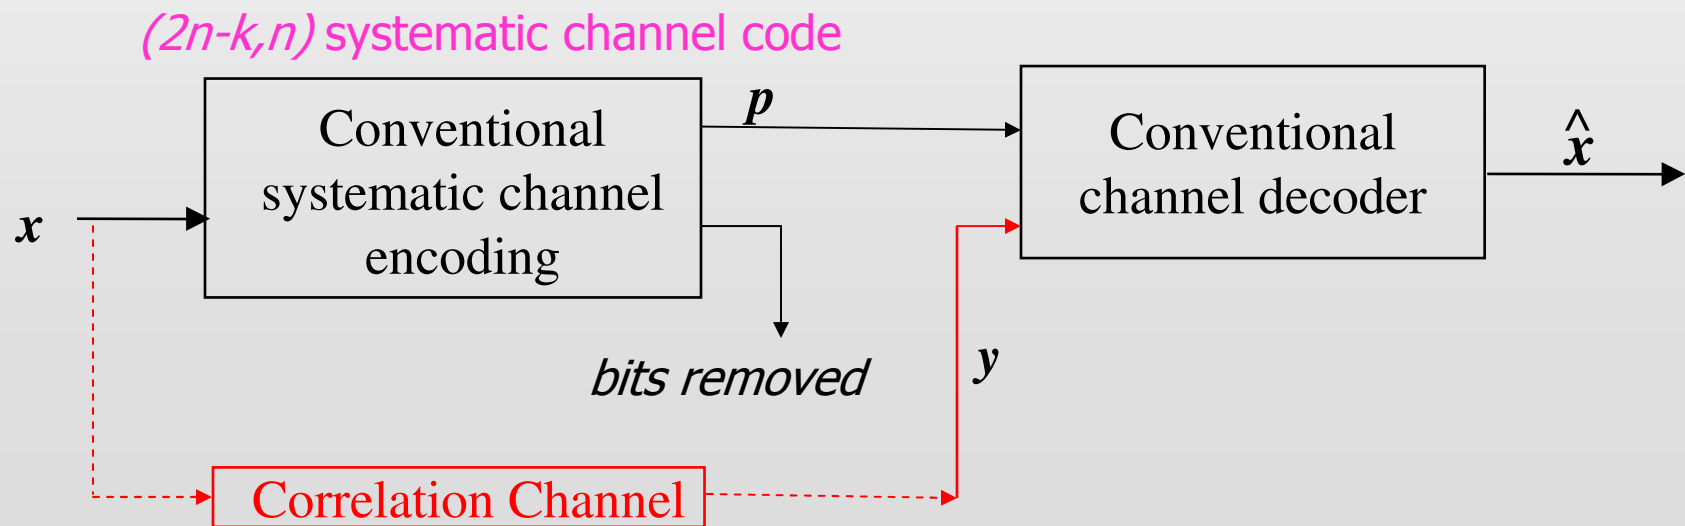 (2n-k,n) systematic channel code
Conventional
systematic channel
encoding
p
Conventional
channel decoder
x̂
x
bits removed
y
Correlation Channel